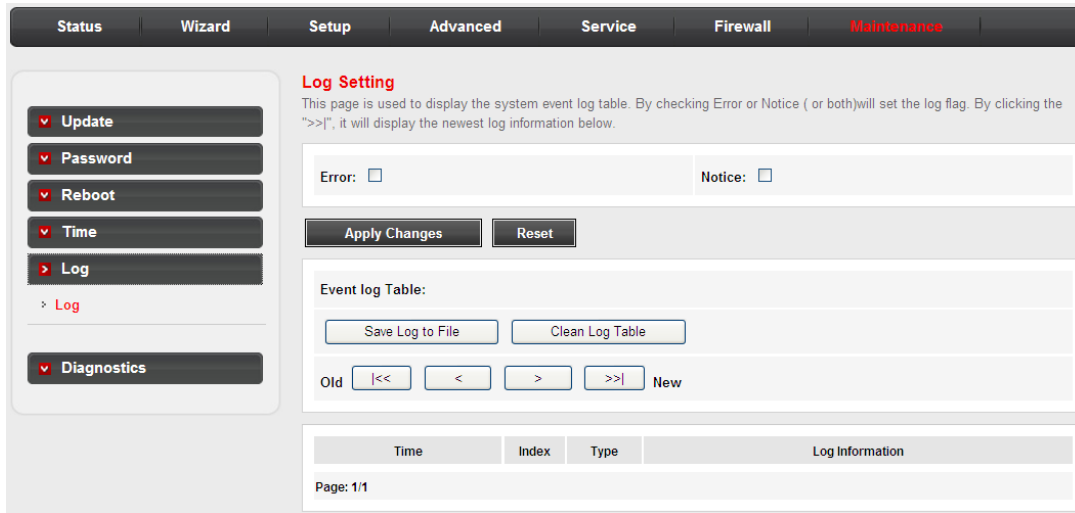 Status Wizard Setup Advanced Service Firewall Maintenance
Update
Password
Reboot
Time
Log
Log
Diagnostics
Log Setting
This page is used to display the system event log table. By checking Error or Notice ( or both)will set the log flag. By clicking the
">>|", it will display the newest log information below.
Error: Notice:
Apply Changes Reset
Event log Table:
Save Log to File Clean Log Table
Old |<< < > >>| New
Time Index Type Log Information
Page: 1/1